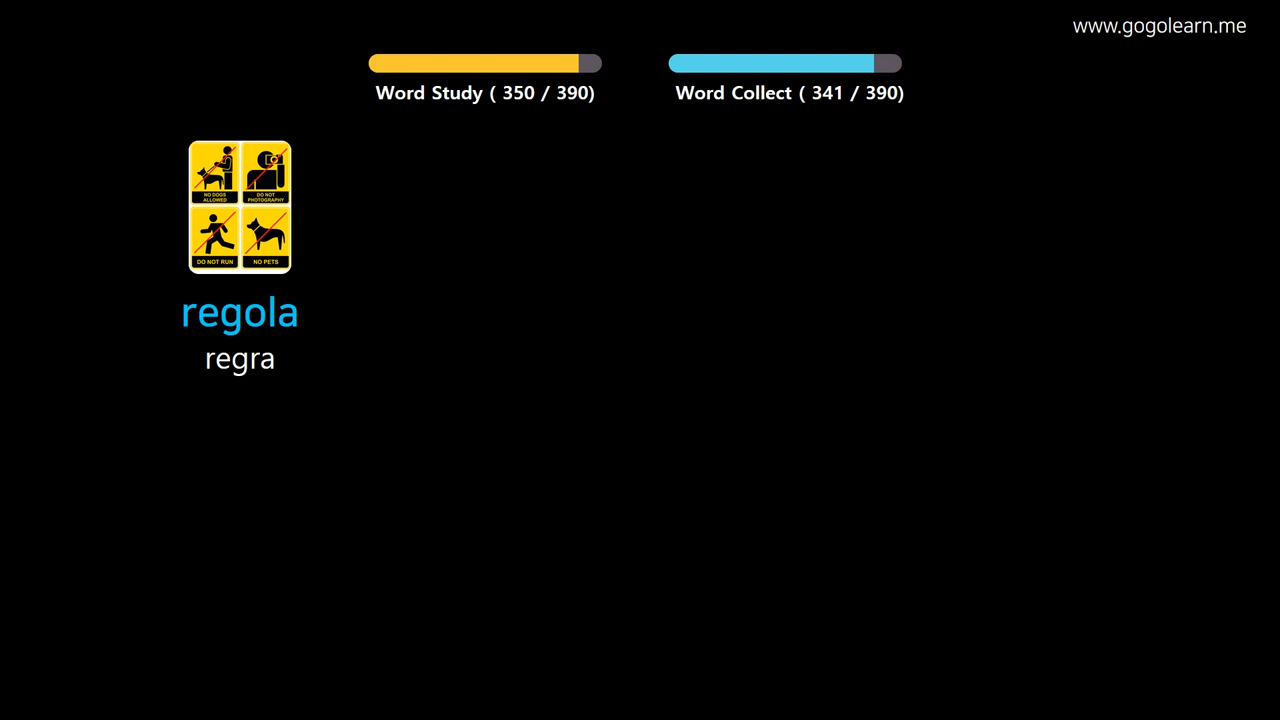 www.gogolearn.me
Word Study ( 350 / 390)
Word Collect ( 341 / 390)
NO DOGS
ALLOWED
DO NOT
PHOTOGRAPHY
DO NOT RUN
NO PETS
regola
regra